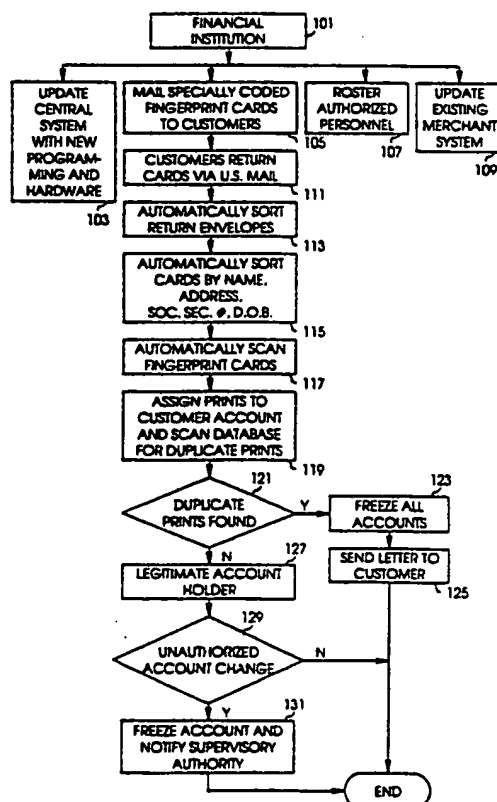 FINANCIAL
INSTITUTION
101
UPDATE
CENTRAL
SYSTEM
WITH NEW
PROGRAM-
MING AND
HARDWARE
103
MAIL SPECIALLY CODED
FINGERPRINT CARDS
TO CUSTOMERS
105
ROSTER
AUTHORIZED
PERSONNEL
107
UPDATE
EXISTING
MERCHANT
SYSTEM
109
CUSTOMERS RETURN
CARDS VIA U.S. MAIL
111
AUTOMATICALLY SORT
RETURN ENVELOPES
113
AUTOMATICALLY SORT
CARDS BY NAME,
ADDRESS,
SOC. SEC. #, D.O.B.
115
AUTOMATICALLY SCAN
FINGERPRINT CARDS
117
ASSIGN PRINTS TO
CUSTOMER ACCOUNT
AND SCAN DATABASE
FOR DUPLICATE PRINTS
119
121
DUPLICATE
PRINTS FOUND
Y
N
123
FREEZE ALL
ACCOUNTS
SEND LETTER TO
CUSTOMER
125
127
LEGITIMATE ACCOUNT
HOLDER
129
UNAUTHORIZED
ACCOUNT CHANGE
N
Y
131
FREEZE ACCOUNT AND
NOTIFY SUPERVISORY
AUTHORITY
END